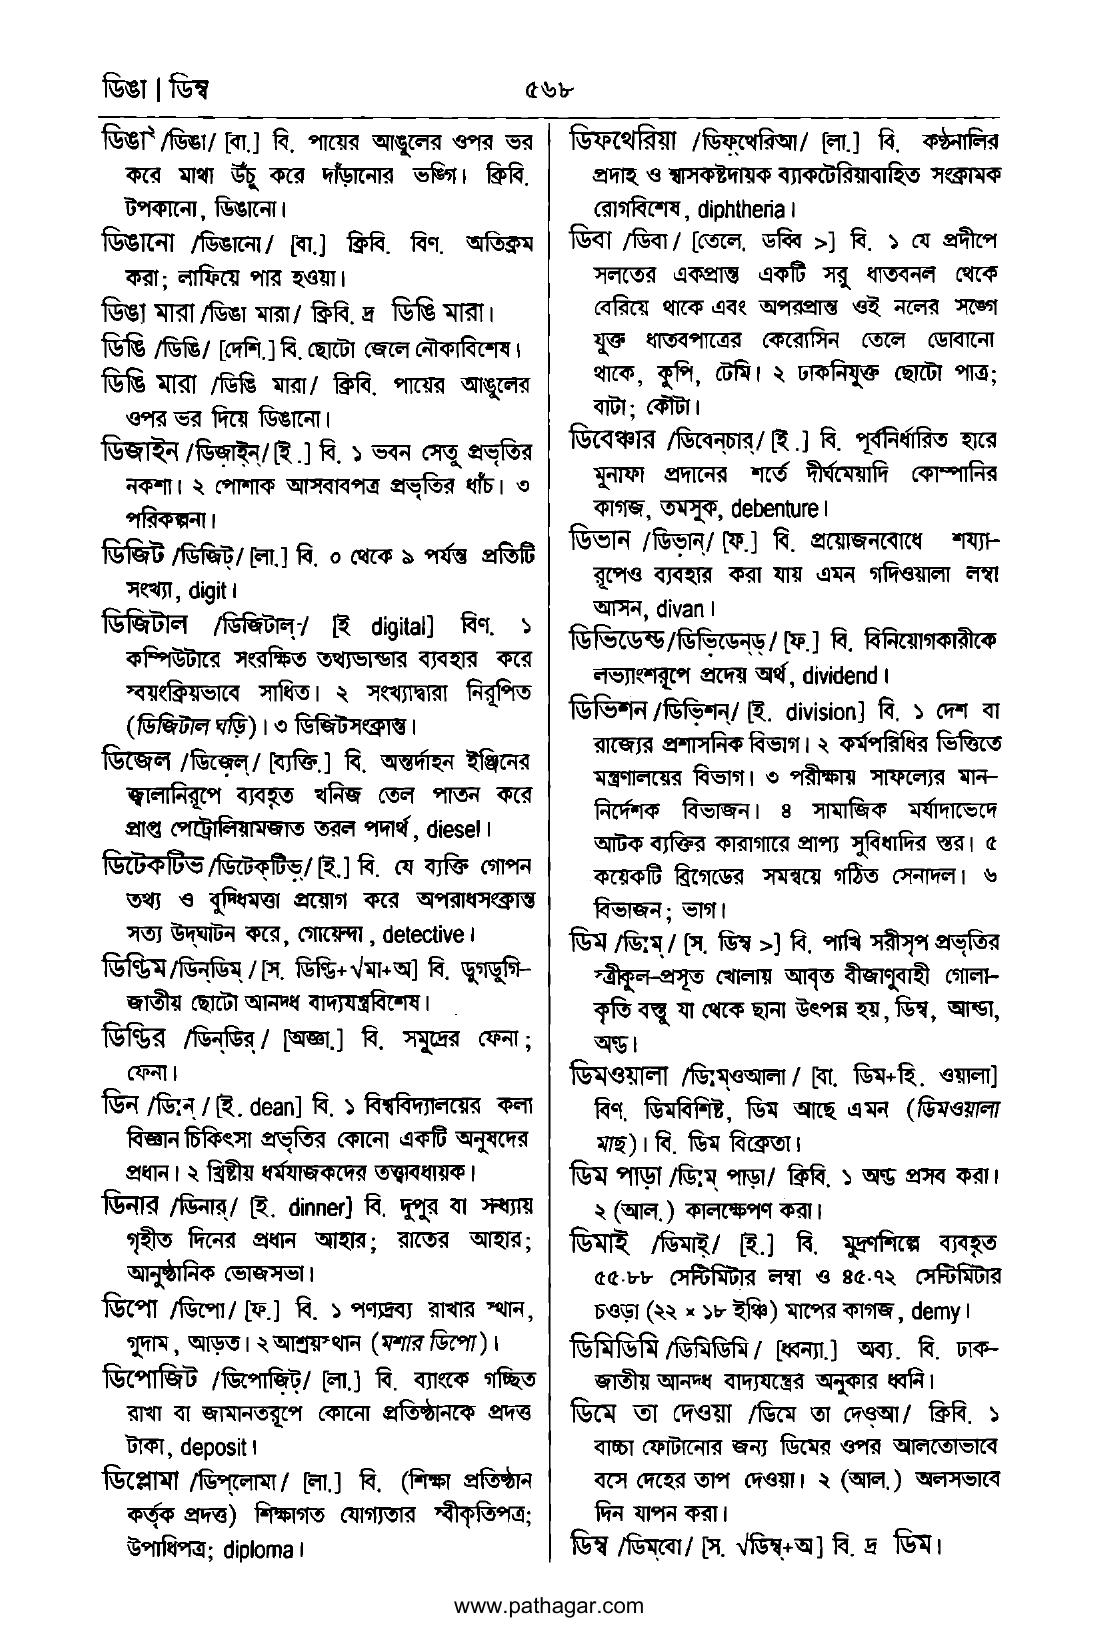 ডিঙা | ডিম্ব
৫৬৮
ডিঙা² /ডিঙা/ [বা.] বি. পায়ের আঙুলের ওপর ভর
করে মাথা উঁচু করে দাঁড়ানোর ভঙ্গি। ক্রিবি.
টপকানো, ডিঙানো।
ডিঙানো /ডিঙানো/ [বা.] ক্রিবি. বিণ. অতিক্রম
করা; লাফিয়ে পার হওয়া।
ডিঙা মারা /ডিঙা মারা/ ক্রিবি. দ্র ডিঙি মারা।
ডিঙি /ডিঙি/ [দেশি.] বি. ছোটো জেলে নৌকাবিশেষ।
ডিঙি মারা /ডিঙি মারা/ ক্রিবি. পায়ের আঙুলের
ওপর ভর দিয়ে ডিঙানো।
ডিজাইন /ডিজ়াইন্/ [ই .] বি. ১ ভবন সেতু প্রভৃতির
নকশা। ২ পোশাক আসবাবপত্র প্রভৃতির ধাঁচ। ৩
পরিকল্পনা।
ডিজিট /ডিজিট্/ [লা.] বি. ০ থেকে ৯ পর্যন্ত প্রতিটি
সংখ্যা, digit।
ডিজিটাল /ডিজিটাল্-/ [ই digital] বিণ. ১
কম্পিউটারে সংরক্ষিত তথ্যভান্ডার ব্যবহার করে
স্বয়ংক্রিয়ভাবে সাধিত। ২ সংখ্যাদ্বারা নিরূপিত
(ডিজিটাল ঘড়ি)। ৩ ডিজিটসংক্রান্ত।
ডিজেল /ডিজ়েল্/ [ব্যক্তি.] বি. অন্তর্দাহন ইঞ্জিনের
জ্বালানিরূপে ব্যবহৃত খনিজ তেল পাতন করে
প্রাপ্ত পেট্রোলিয়ামজাত তরল পদার্থ, diesel।
ডিটেকটিভ /ডিটেক্‌টিভ়্/ [ই.] বি. যে ব্যক্তি গোপন
তথ্য ও বুদ্ধিমত্তা প্রয়োগ করে অপরাধসংক্রান্ত
সত্য উদ্‌ঘাটন করে, গোয়েন্দা, detective।
ডিণ্ডিম /ডিন্‌ডিম্ / [স. ডিণ্ডি+√মা+অ] বি. ডুগডুগি-
জাতীয় ছোটো আনদ্ধ বাদ্যযন্ত্রবিশেষ।
ডিণ্ডির /ডিন্‌ডির্/ [অজ্ঞা.] বি. সমুদ্রের ফেনা;
ফেনা।
ডিন /ডি:ন্ / [ই. dean] বি. ১ বিশ্ববিদ্যালয়ের কলা
বিজ্ঞান চিকিৎসা প্রভৃতির কোনো একটি অনুষদের
প্রধান। ২ খ্রিষ্টীয় ধর্মযাজকদের তত্ত্বাবধায়ক।
ডিনার /ডিনার্/ [ই. dinner] বি. দুপুর বা সন্ধ্যায়
গৃহীত দিনের প্রধান আহার; রাতের আহার;
আনুষ্ঠানিক ভোজসভা।
ডিপো /ডিপো/ [ফ.] বি. ১ পণ্যদ্রব্য রাখার স্থান,
গুদাম, আড়ত। ২ আশ্রয়স্থান (মশার ডিপো)।
ডিপোজিট /ডিপোজ়িট্/ [লা.] বি. ব্যাংকে গচ্ছিত
রাখা বা জামানতরূপে কোনো প্রতিষ্ঠানকে প্রদত্ত
টাকা, deposit।
ডিপ্লোমা /ডিপ্‌লোমা/ [লা.] বি. (শিক্ষা প্রতিষ্ঠান
কর্তৃক প্রদত্ত) শিক্ষাগত যোগ্যতার স্বীকৃতিপত্র;
উপাধিপত্র; diploma।
ডিফথেরিয়া /ডিফ়্‌থেরিআ/ [লা.] বি. কণ্ঠনালির
প্রদাহ ও শ্বাসকষ্টদায়ক ব্যাকটেরিয়াবাহিত সংক্রামক
রোগবিশেষ, diphtheria।
ডিবা /ডিবা/ [তেলে. ডব্বি >] বি. ১ যে প্রদীপে
সলতের একপ্রান্ত একটি সরু ধাতবনল থেকে
বেরিয়ে থাকে এবং অপরপ্রান্ত ওই নলের সঙ্গে
যুক্ত ধাতবপাত্রের কেরোসিন তেলে ডোবানো
থাকে, কুপি, টেমি। ২ ঢাকনিযুক্ত ছোটো পাত্র;
বাটা; কৌটা।
ডিবেঞ্চার /ডিবেন্‌চার্/ [ই .] বি. পূর্বনির্ধারিত হারে
মুনাফা প্রদানের শর্তে দীর্ঘমেয়াদি কোম্পানির
কাগজ, তমসুক, debenture।
ডিভান /ডিভ়ান্/ [ফ.] বি. প্রয়োজনবোধে শয্যা-
রূপেও ব্যবহার করা যায় এমন গদিওয়ালা লম্বা
আসন, divan।
ডিভিডেন্ড /ডিভ়িডেন্‌ড্/ [ফ.] বি. বিনিয়োগকারীকে
লভ্যাংশরূপে প্রদেয় অর্থ, dividend।
ডিভিশন /ডিভ়িশন্/ [ই. division] বি. ১ দেশ বা
রাজ্যের প্রশাসনিক বিভাগ। ২ কর্মপরিধির ভিত্তিতে
মন্ত্রণালয়ের বিভাগ। ৩ পরীক্ষায় সাফল্যের মান-
নির্দেশক বিভাজন। ৪ সামাজিক মর্যাদাভেদে
আটক ব্যক্তির কারাগারে প্রাপ্য সুবিধাদির স্তর। ৫
কয়েকটি ব্রিগেডের সমন্বয়ে গঠিত সেনাদল। ৬
বিভাজন; ভাগ।
ডিম /ডি:ম্ / [স. ডিম্ব >] বি. পাখি সরীসৃপ প্রভৃতির
স্ত্রীকুল-প্রসূত খোলায় আবৃত বীজাণুবাহী গোলা-
কৃতি বস্তু যা থেকে ছানা উৎপন্ন হয়, ডিম্ব, আন্ডা,
অন্ড।
ডিমওয়ালা /ডি:ম্ওআলা/ [বা. ডিম+হি. ওয়ালা]
বিণ. ডিমবিশিষ্ট, ডিম আছে এমন (ডিমওয়ালা
মাছ)। বি. ডিম বিক্রেতা।
ডিম পাড়া /ডি:ম্ পাড়া/ ক্রিবি. ১ অন্ড প্রসব করা।
২ (আল.) কালক্ষেপণ করা।
ডিমাই /ডিমাই্/ [ই.] বি. মুদ্রণশিল্পে ব্যবহৃত
৫৫.৮৮ সেন্টিমিটার লম্বা ও ৪৫.৭২ সেন্টিমিটার
চওড়া (২২ × ১৮ ইঞ্চি) মাপের কাগজ, demy।
ডিমিডিমি /ডিমিডিমি/ [ধ্বন্যা.] অব্য. বি. ঢাক-
জাতীয় আনদ্ধ বাদ্যযন্ত্রের অনুকার ধ্বনি।
ডিমে তা দেওয়া /ডিমে তা দেও্আ/ ক্রিবি. ১
বাচ্চা ফোটানোর জন্য ডিমের ওপর আলতোভাবে
বসে দেহের তাপ দেওয়া। ২ (আল.) অলসভাবে
দিন যাপন করা।
ডিম্ব /ডিম্‌বো/ [স. √ডিম্ব্+অ] বি. দ্র ডিম।
www.pathagar.com